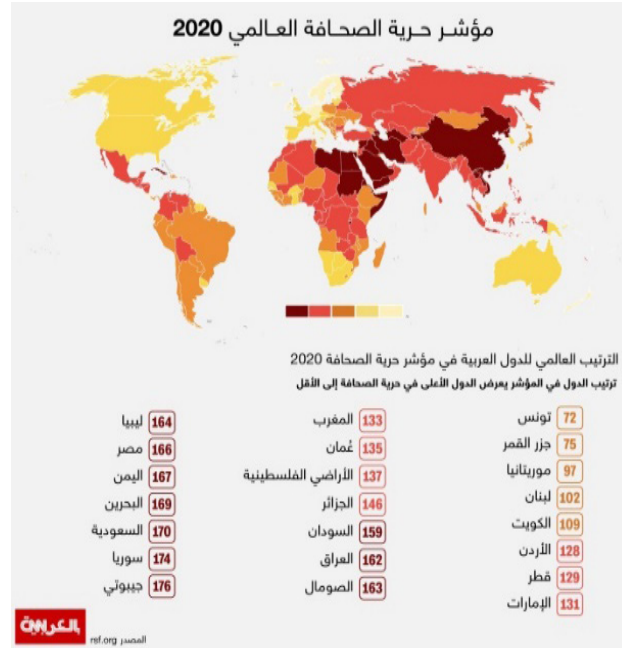 مؤشر حرية الصحافة العالمي 2020
الترتيب العالمي للدول العربية في مؤشر حرية الصحافة 2020
ترتيب الدول في المؤشر يعرض الدول الأعلى في حرية الصحافة إلى الأقل
72 تونس
75 جزر القمر
97 موريتانيا
102 لبنان
109 الكويت
128 الأردن
129 قطر
131 الإمارات
133 المغرب
135 عُمان
137 الأراضي الفلسطينية
146 الجزائر
159 السودان
162 العراق
163 الصومال
164 ليبيا
166 مصر
167 اليمن
169 البحرين
170 السعودية
174 سوريا
176 جيبوتي
CNN بالعربية
المصدر rsf.org